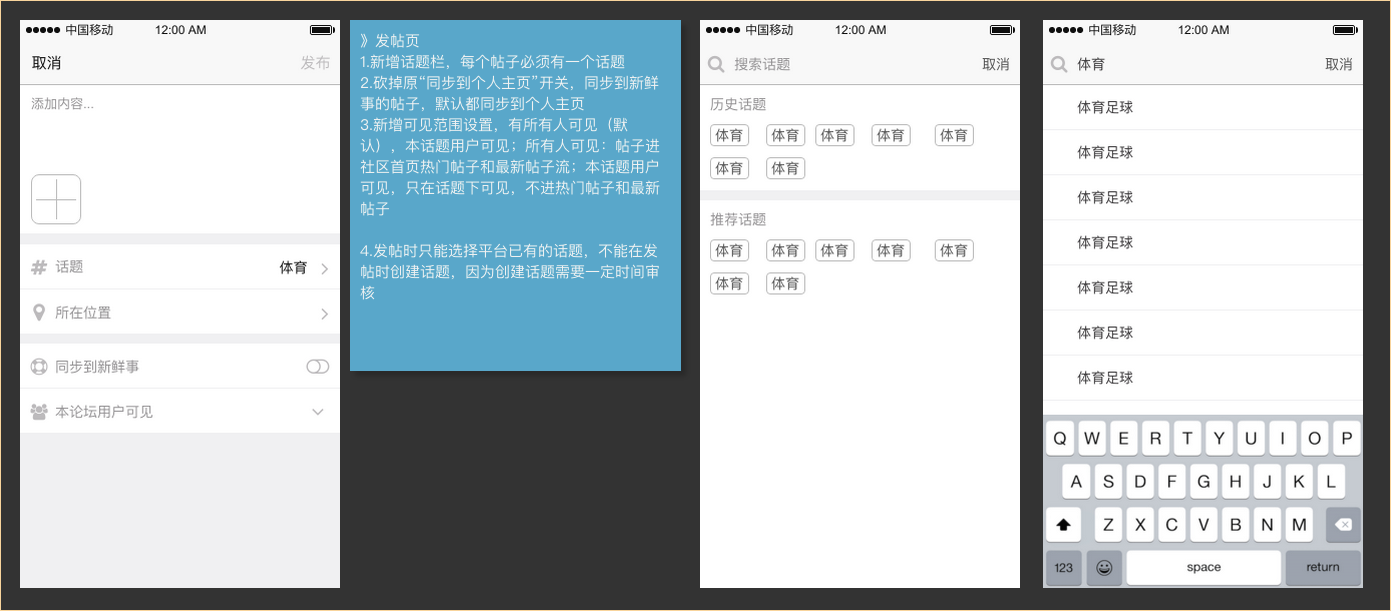 中国移动 12:00 AM
取消 发布
添加内容...
话题 体育
所在位置
同步到新鲜事
本论坛用户可见
》发帖页
1.新增话题栏，每个帖子必须有一个话题
2.砍掉原“同步到个人主页”开关，同步到新鲜
事的帖子，默认都同步到个人主页
3.新增可见范围设置，有所有人可见（默
认），本话题用户可见；所有人可见：帖子进
社区首页热门帖子和最新帖子流；本话题用户
可见，只在话题下可见，不进热门帖子和最新
帖子
4.发帖时只能选择平台已有的话题，不能在发
帖时创建话题，因为创建话题需要一定时间审
核
中国移动 12:00 AM
搜索话题 取消
历史话题
体育 体育 体育 体育 体育
体育 体育
推荐话题
体育 体育 体育 体育 体育
体育 体育
中国移动 12:00 AM
体育 取消
体育足球
体育足球
体育足球
体育足球
体育足球
体育足球
体育足球
Q W E R T Y U I O P
A S D F G H J K L
Z X C V B N M
123 space return